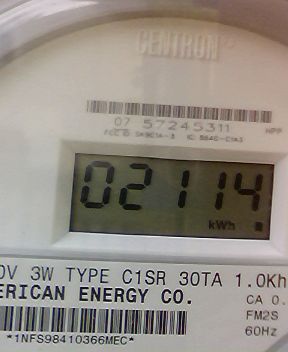 CENTRON
07 57245311
HPP
02114
kWh
0V 3W TYPE C1SR 30TA 1.0Kh
ERICAN ENERGY CO.
CA 0.
FM2S
60Hz
*1NFS98410366MEC*